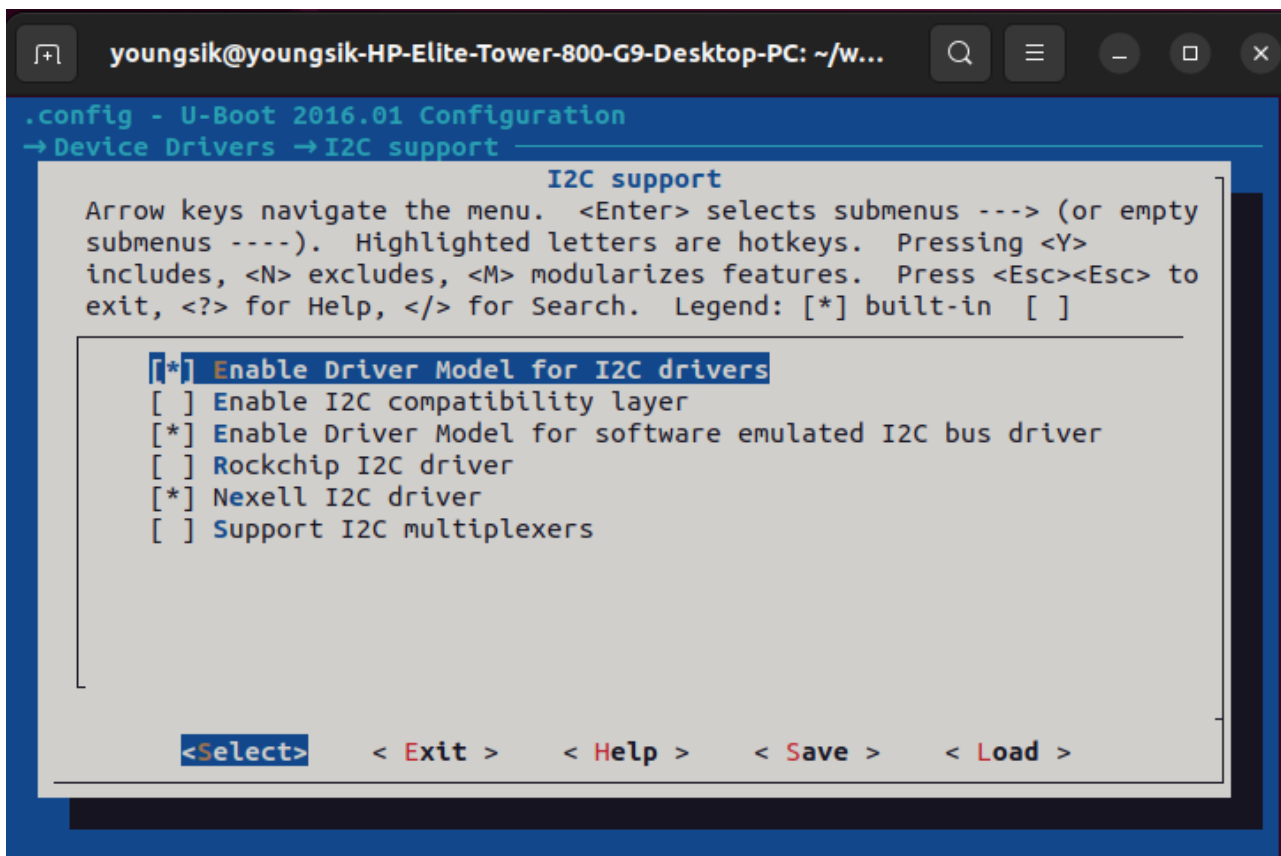 youngsik@youngsik-HP-Elite-Tower-800-G9-Desktop-PC: ~/w...
.config - U-Boot 2016.01 Configuration
→ Device Drivers → I2C support
I2C support
Arrow keys navigate the menu.  <Enter> selects submenus ---> (or empty
submenus ----).  Highlighted letters are hotkeys.  Pressing <Y>
includes, <N> excludes, <M> modularizes features.  Press <Esc><Esc> to
exit, <?> for Help, </> for Search.  Legend: [*] built-in  [ ]
[*] Enable Driver Model for I2C drivers
[ ] Enable I2C compatibility layer
[*] Enable Driver Model for software emulated I2C bus driver
[ ] Rockchip I2C driver
[*] Nexell I2C driver
[ ] Support I2C multiplexers
<Select>    < Exit >    < Help >    < Save >    < Load >